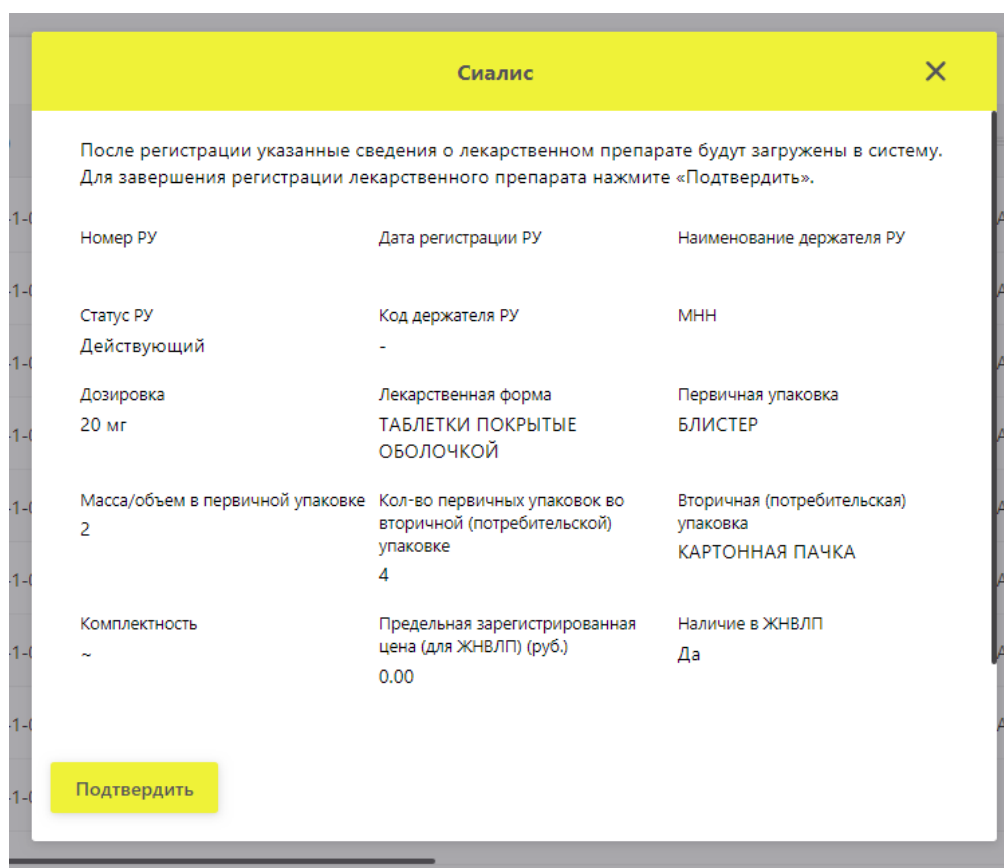 Сиалис
После регистрации указанные сведения о лекарственном препарате будут загружены в систему.
Для завершения регистрации лекарственного препарата нажмите «Подтвердить».
Номер РУ
Дата регистрации РУ
Наименование держателя РУ
Статус РУ
Действующий
Код держателя РУ
-
МНН
Дозировка
20 мг
Лекарственная форма
ТАБЛЕТКИ ПОКРЫТЫЕ
ОБОЛОЧКОЙ
Первичная упаковка
БЛИСТЕР
Масса/объем в первичной упаковке
2
Кол-во первичных упаковок во
вторичной (потребительской)
упаковке
4
Вторичная (потребительская)
упаковка
КАРТОННАЯ ПАЧКА
Комплектность
~
Предельная зарегистрированная
цена (для ЖНВЛП) (руб.)
0.00
Наличие в ЖНВЛП
Да
Подтвердить